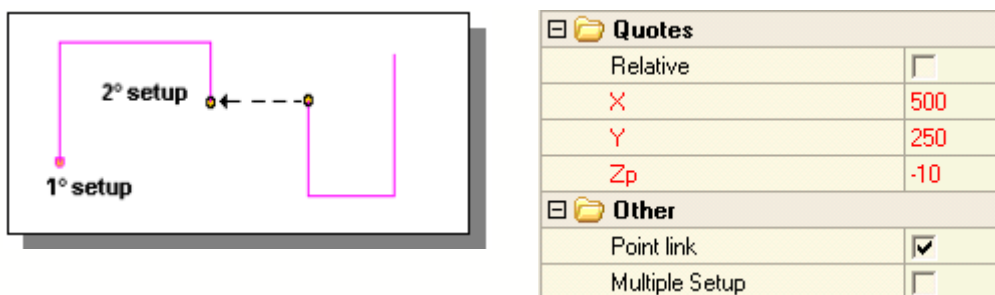 2° setup
1° setup
Quotes
Relative
X 500
Y 250
Zp -10
Other
Point link
Multiple Setup